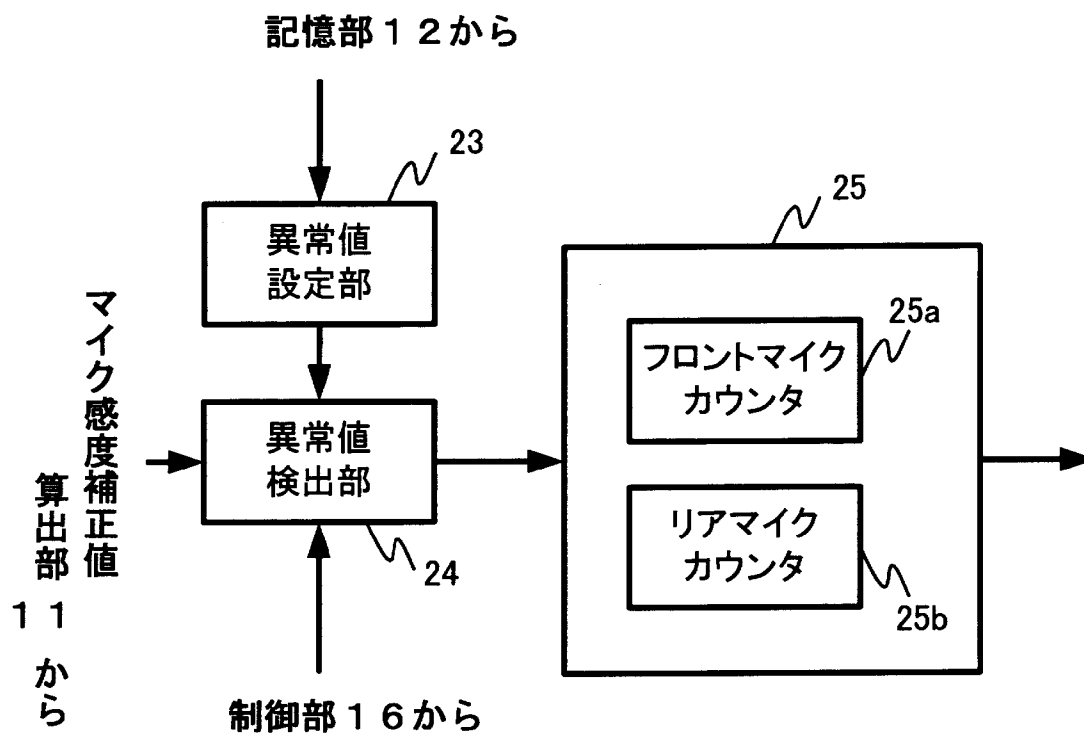 記憶部12から
23
異常値
設定部
25
25a
フロントマイク
カウンタ
マイク感度補正値
算出部11から
異常値
検出部
24
リアマイク
カウンタ
25b
制御部16から